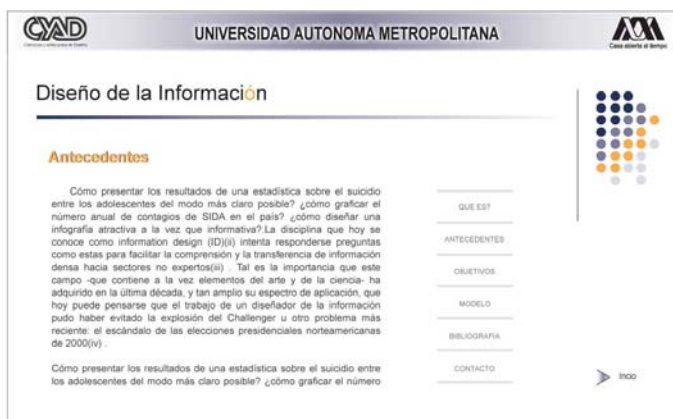 CYAD
UNIVERSIDAD AUTONOMA METROPOLITANA
Casa abierta al tiempo
Diseño de la Información
Antecedentes
Cómo presentar los resultados de una estadística sobre el suicidio
entre los adolescentes del modo más claro posible? ¿cómo graficar el
número anual de contagios de SIDA en el país? ¿cómo diseñar una
infografía atractiva a la vez que informativa?.La disciplina que hoy se
conoce como information design (ID)(ii) intenta responderse preguntas
como estas para facilitar la comprensión y la transferencia de información
densa hacia sectores no expertos(iii) . Tal es la importancia que este
campo -que contiene a la vez elementos del arte y de la ciencia- ha
adquirido en la última década, y tan amplio su espectro de aplicación, que
hoy puede pensarse que el trabajo de un diseñador de la información
pudo haber evitado la explosión del Challenger u otro problema más
reciente: el escándalo de las elecciones presidenciales norteamericanas
de 2000(iv) .
Cómo presentar los resultados de una estadística sobre el suicidio entre
los adolescentes del modo más claro posible? ¿cómo graficar el número
QUE ES?
ANTECEDENTES
OBJETIVOS
MODELO
BIBLIOGRAFIA
CONTACTO
Incio